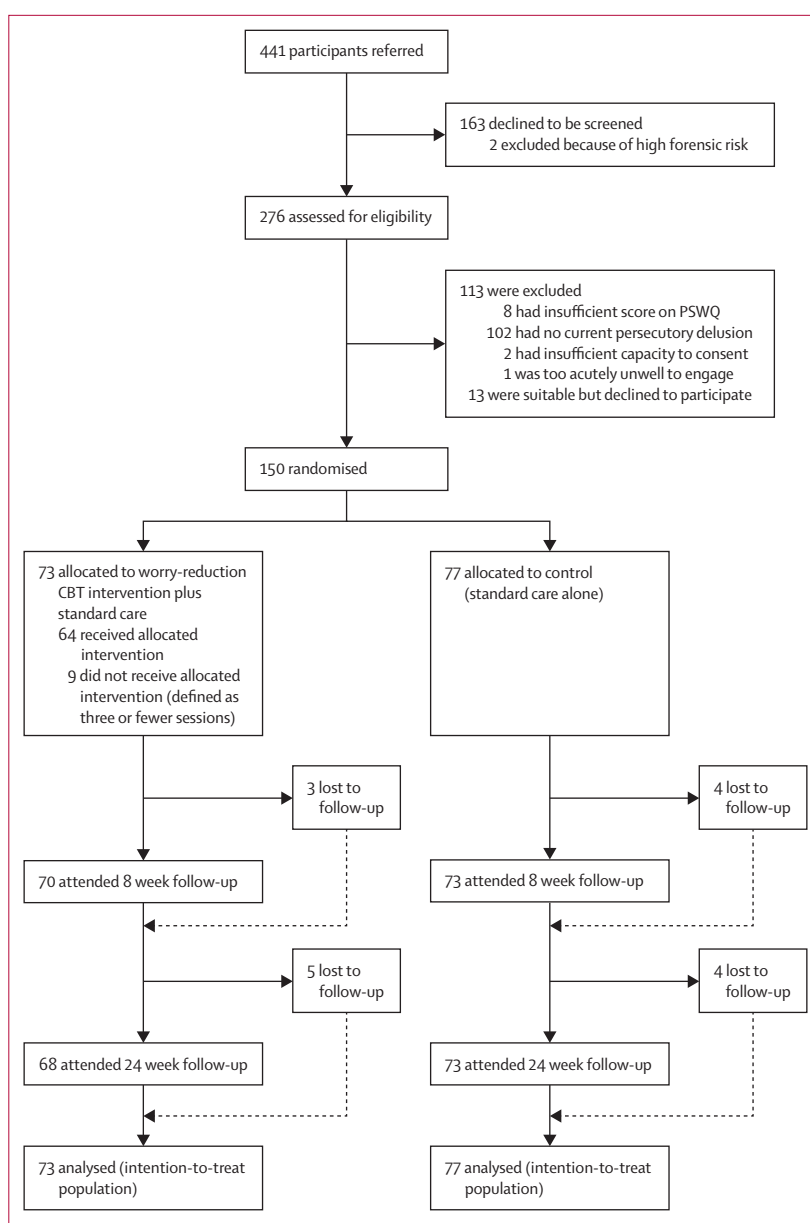 441 participants referred
163 declined to be screened
2 excluded because of high forensic risk
276 assessed for eligibility
113 were excluded
8 had insufficient score on PSWQ
102 had no current persecutory delusion
2 had insufficient capacity to consent
1 was too acutely unwell to engage
13 were suitable but declined to participate
150 randomised
73 allocated to worry-reduction
CBT intervention plus
standard care
64 received allocated
intervention
9 did not receive allocated
intervention (defined as
three or fewer sessions)
77 allocated to control
(standard care alone)
3 lost to
follow-up
4 lost to
follow-up
70 attended 8 week follow-up
73 attended 8 week follow-up
5 lost to
follow-up
4 lost to
follow-up
68 attended 24 week follow-up
73 attended 24 week follow-up
73 analysed (intention-to-treat
population)
77 analysed (intention-to-treat
population)